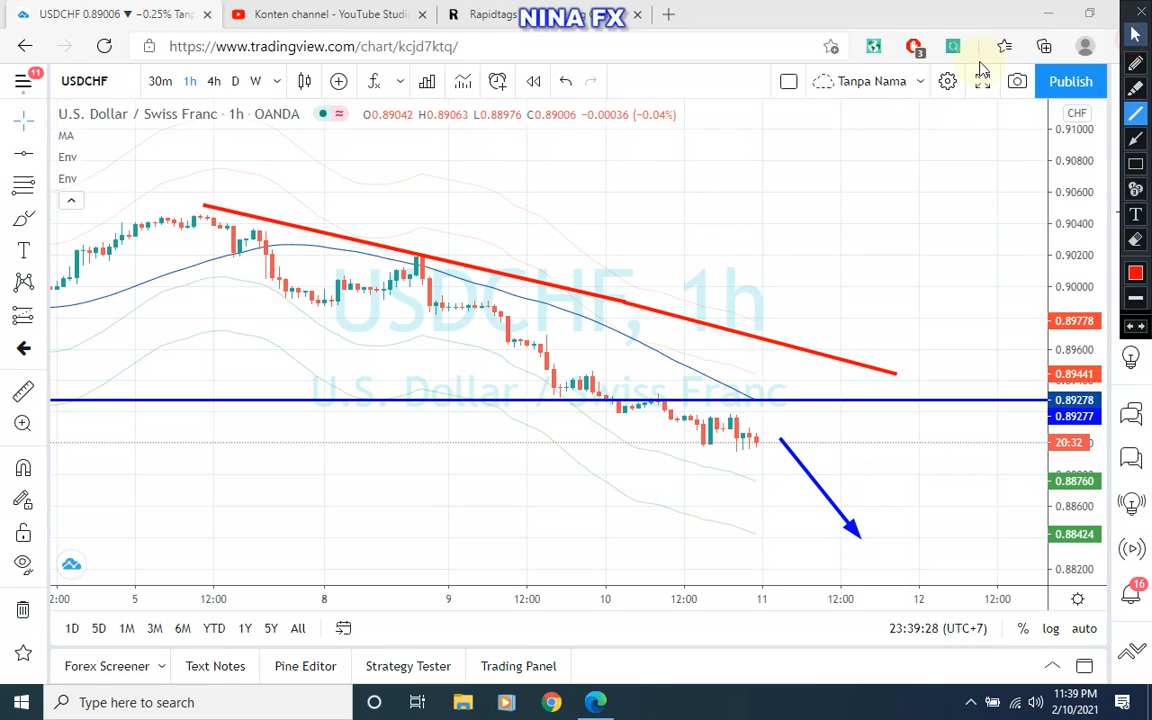 USDCHF 0.89006 ▼ −0.25% Tanp
Konten channel - YouTube Studi
Rapidtags
NINA FX
https://www.tradingview.com/chart/kcjd7ktq/
3
11
USDCHF
30m 1h 4h D W
Tanpa Nama
Publish
U.S. Dollar / Swiss Franc · 1h · OANDA
O0.89042 H0.89063 L0.88976 C0.89006 −0.00036 (−0.04%)
MA
Env
Env
USDCHF, 1h
U.S. Dollar / Swiss Franc
CHF
0.91000
0.90800
0.90600
0.90400
0.90200
0.90000
0.89778
0.89600
0.89441
0.89278
0.89277
20:32
0.88760
0.88600
0.88424
0.88200
2:00 5 12:00 8 12:00 9 12:00 10 12:00 11 12:00 12 12:00
1D 5D 1M 3M 6M YTD 1Y 5Y All
23:39:28 (UTC+7) % log auto
16
Forex Screener Text Notes Pine Editor Strategy Tester Trading Panel
Type here to search
11:39 PM
2/10/2021